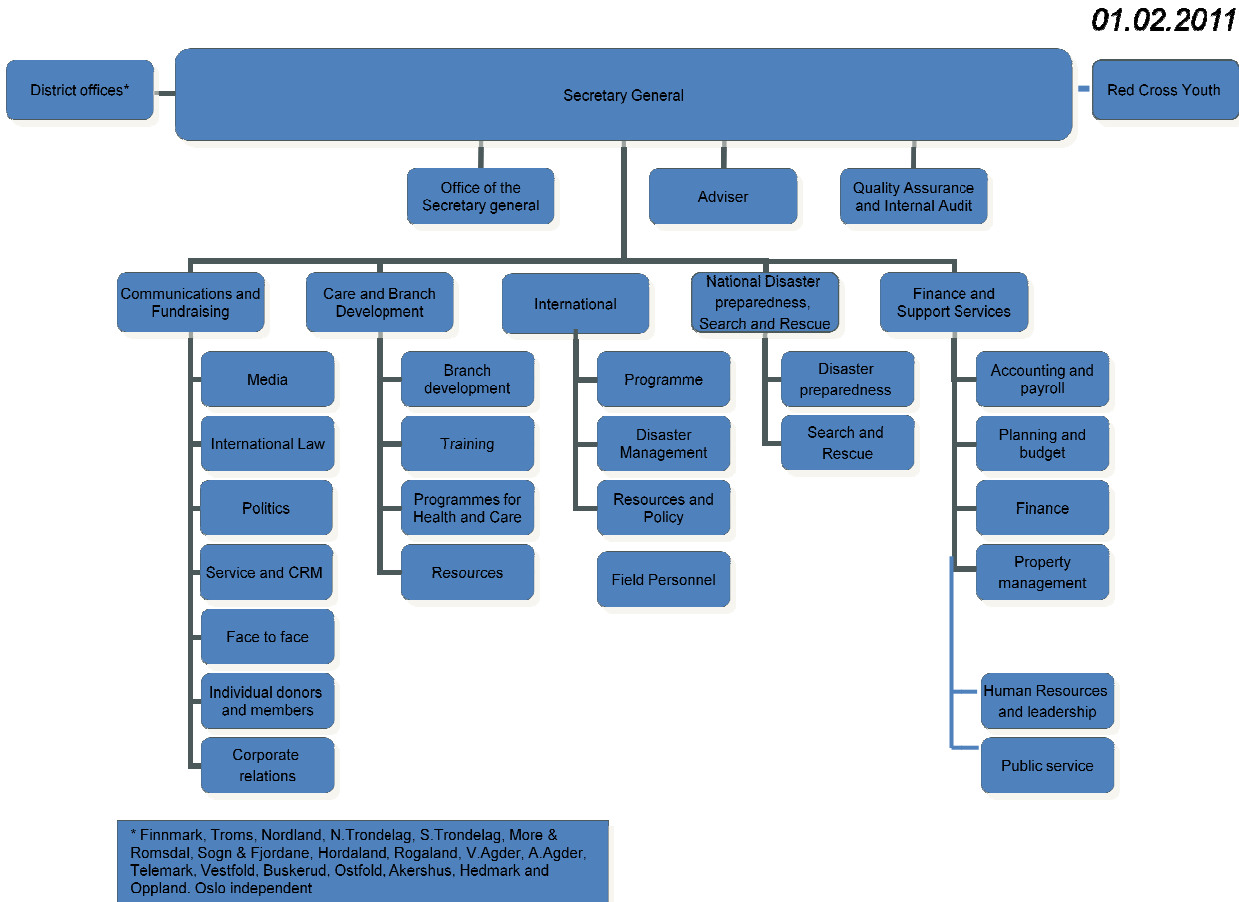 01.02.2011
District offices*
Secretary General
Red Cross Youth
Office of the
Secretary general
Adviser
Quality Assurance
and Internal Audit
Communications and
Fundraising
Care and Branch
Development
International
National Disaster
preparedness,
Search and Rescue
Finance and
Support Services
Media
International Law
Politics
Service and CRM
Face to face
Individual donors
and members
Corporate
relations
Branch
development
Training
Programmes for
Health and Care
Resources
Programme
Disaster
Management
Resources and
Policy
Field Personnel
Disaster
preparedness
Search and
Rescue
Accounting and
payroll
Planning and
budget
Finance
Property
management
Human Resources
and leadership
Public service
* Finnmark, Troms, Nordland, N.Trondelag, S.Trondelag, More &
Romsdal, Sogn & Fjordane, Hordaland, Rogaland, V.Agder, A.Agder,
Telemark, Vestfold, Buskerud, Ostfold, Akershus, Hedmark and
Oppland. Oslo independent